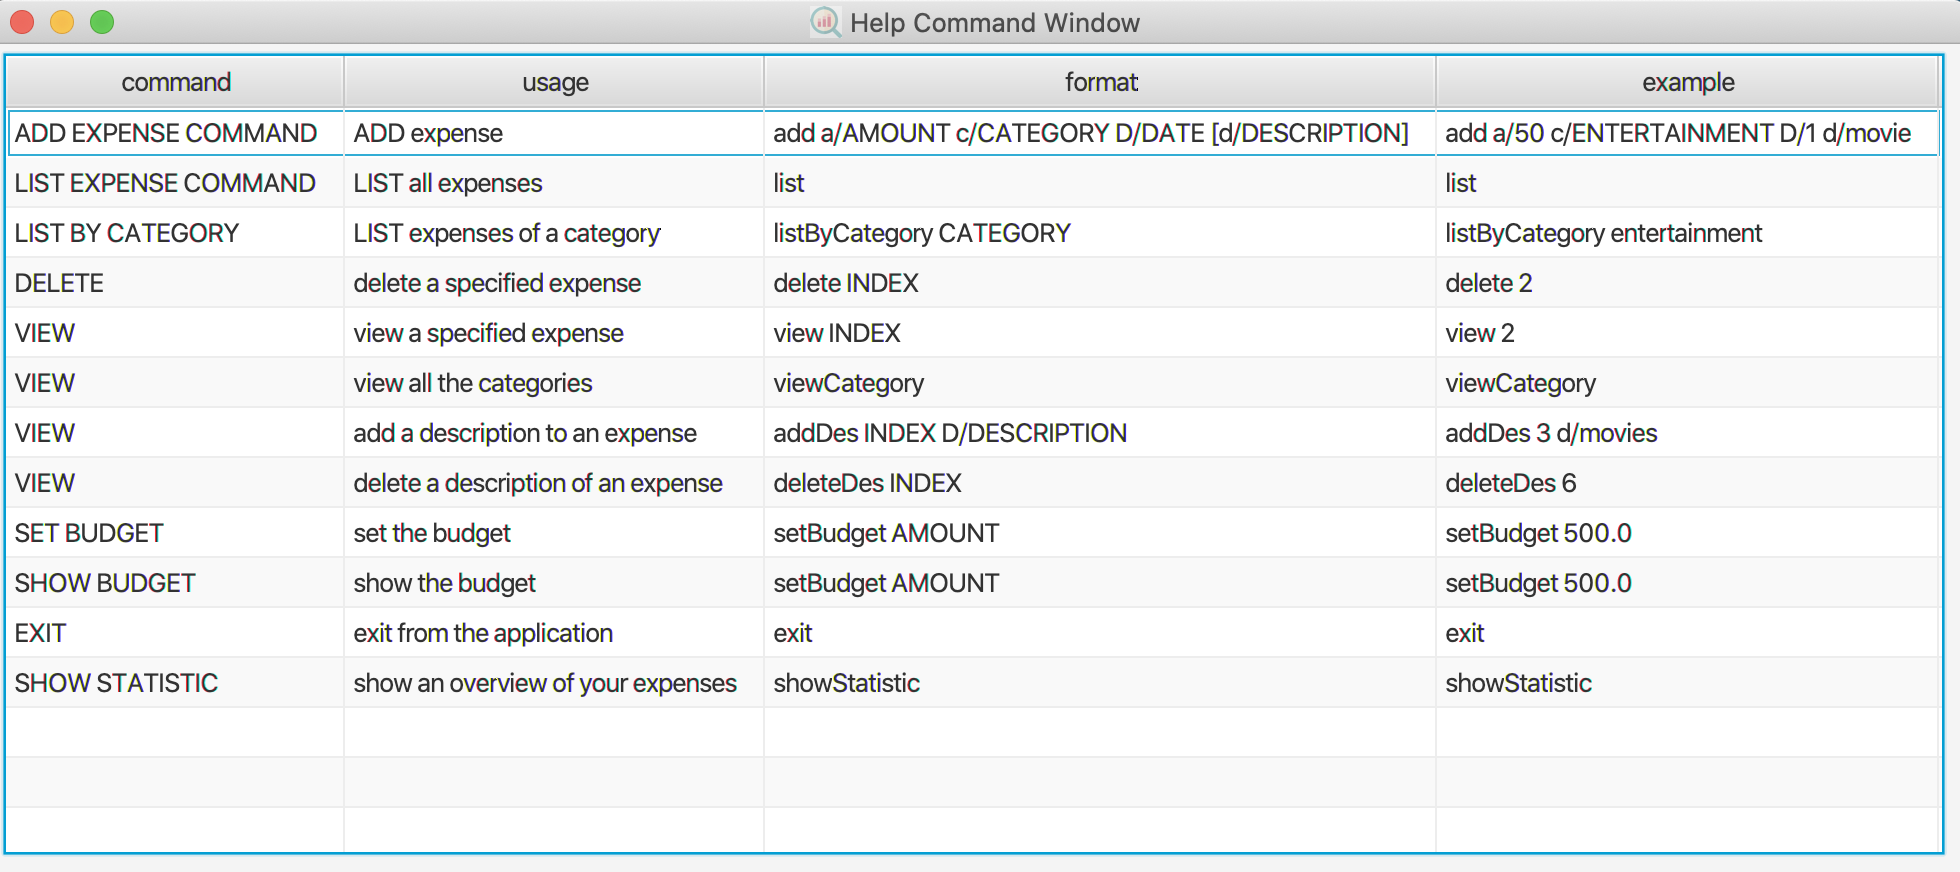 Help Command Window
command usage format example
ADD EXPENSE COMMAND ADD expense add a/AMOUNT c/CATEGORY D/DATE [d/DESCRIPTION] add a/50 c/ENTERTAINMENT D/1 d/movie
LIST EXPENSE COMMAND LIST all expenses list list
LIST BY CATEGORY LIST expenses of a category listByCategory CATEGORY listByCategory entertainment
DELETE delete a specified expense delete INDEX delete 2
VIEW view a specified expense view INDEX view 2
VIEW view all the categories viewCategory viewCategory
VIEW add a description to an expense addDes INDEX D/DESCRIPTION addDes 3 d/movies
VIEW delete a description of an expense deleteDes INDEX deleteDes 6
SET BUDGET set the budget setBudget AMOUNT setBudget 500.0
SHOW BUDGET show the budget setBudget AMOUNT setBudget 500.0
EXIT exit from the application exit exit
SHOW STATISTIC show an overview of your expenses showStatistic showStatistic